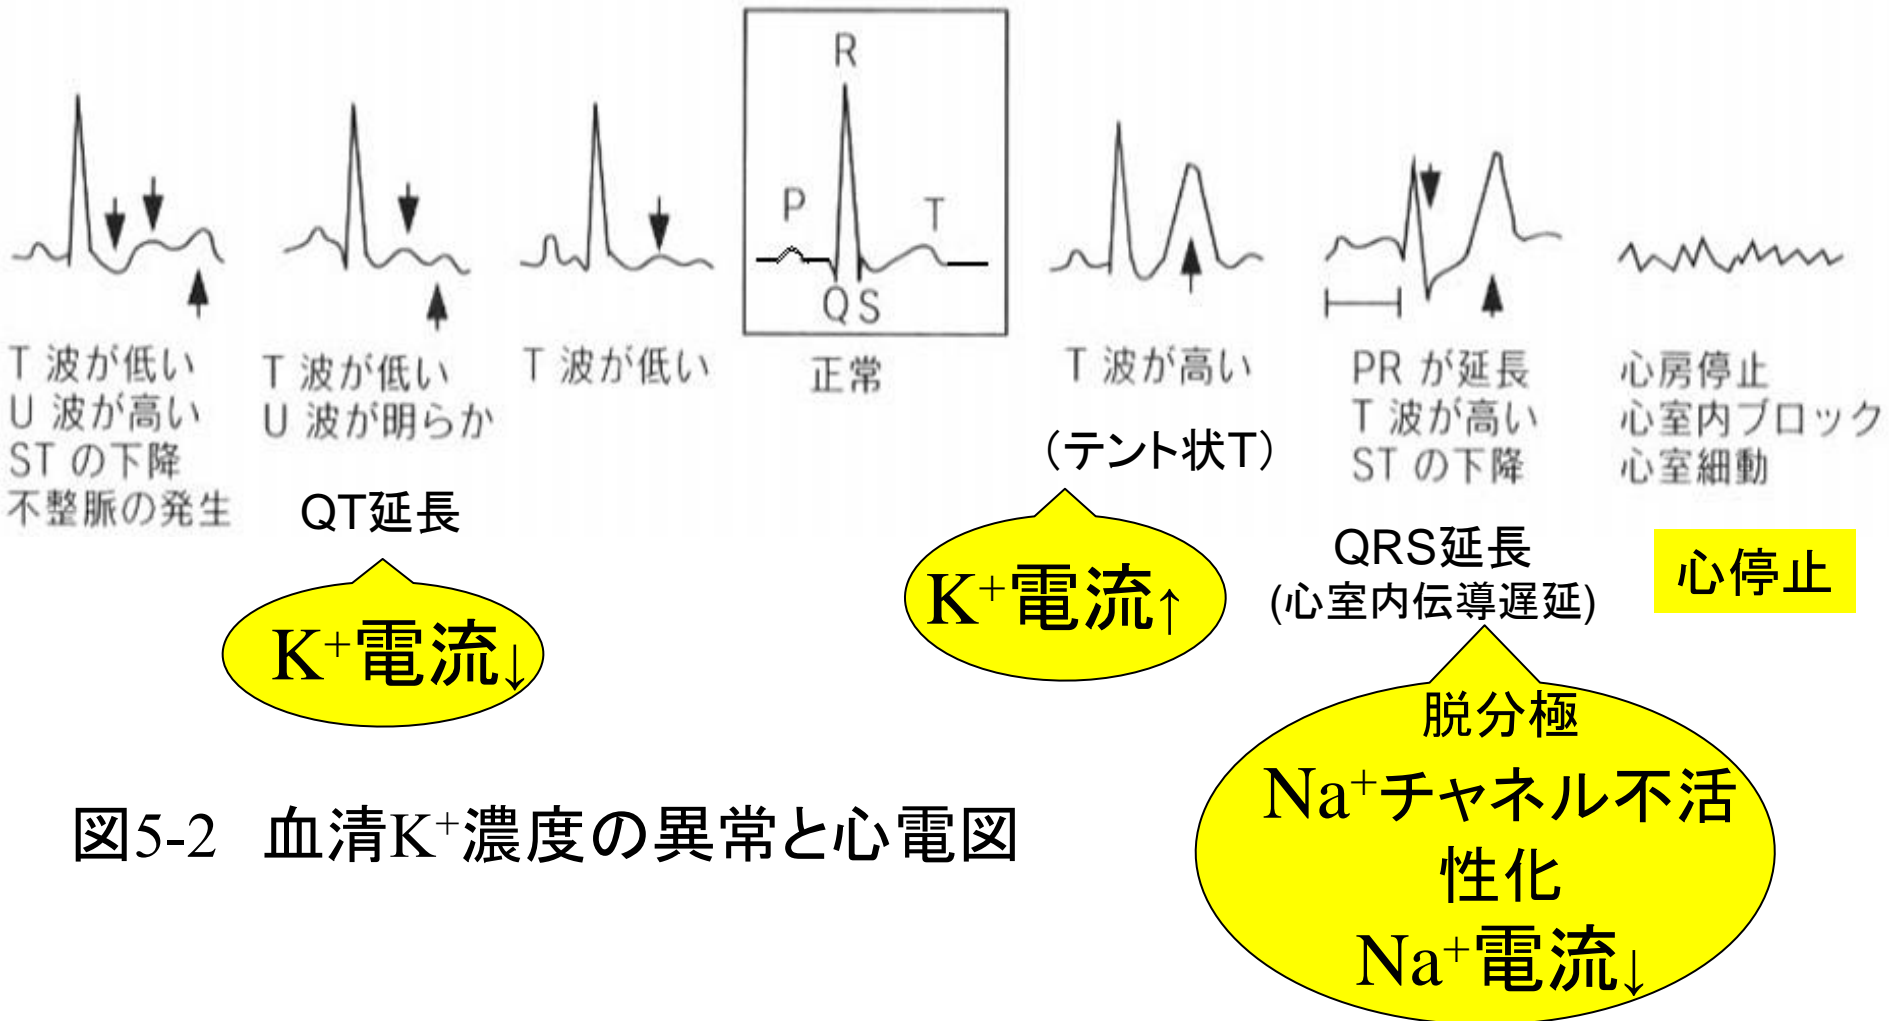 R
P
T
Q S
T 波が低い
U 波が高い
ST の下降
不整脈の発生
T 波が低い
U 波が明らか
T 波が低い
正常
T 波が高い
PR が延長
T 波が高い
ST の下降
心房停止
心室内ブロック
心室細動
QT延長
K⁺電流↓
（テント状T）
K⁺電流↑
QRS延長
(心室内伝導遅延)
心停止
脱分極
Na⁺チャネル不活
性化
Na⁺電流↓
図5-2 血清K⁺濃度の異常と心電図